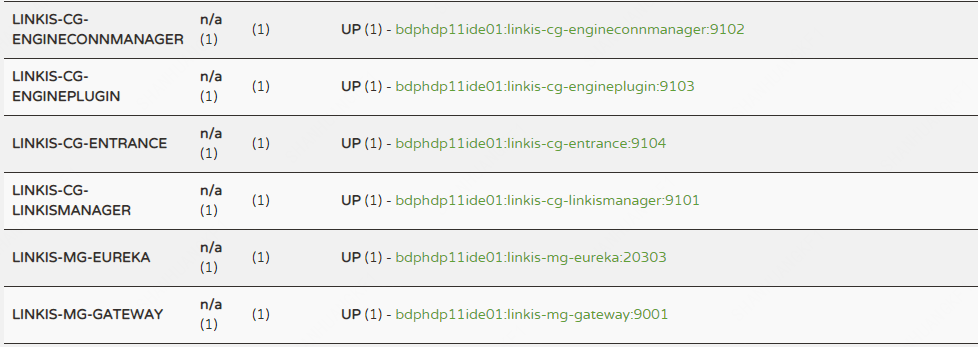 LINKIS-CG-ENGINECONNMANAGER n/a (1) (1) UP (1) - bdphdp11ide01:linkis-cg-engineconnmanager:9102
LINKIS-CG-ENGINEPLUGIN n/a (1) (1) UP (1) - bdphdp11ide01:linkis-cg-engineplugin:9103
LINKIS-CG-ENTRANCE n/a (1) (1) UP (1) - bdphdp11ide01:linkis-cg-entrance:9104
LINKIS-CG-LINKISMANAGER n/a (1) (1) UP (1) - bdphdp11ide01:linkis-cg-linkismanager:9101
LINKIS-MG-EUREKA n/a (1) (1) UP (1) - bdphdp11ide01:linkis-mg-eureka:20303
LINKIS-MG-GATEWAY n/a (1) (1) UP (1) - bdphdp11ide01:linkis-mg-gateway:9001